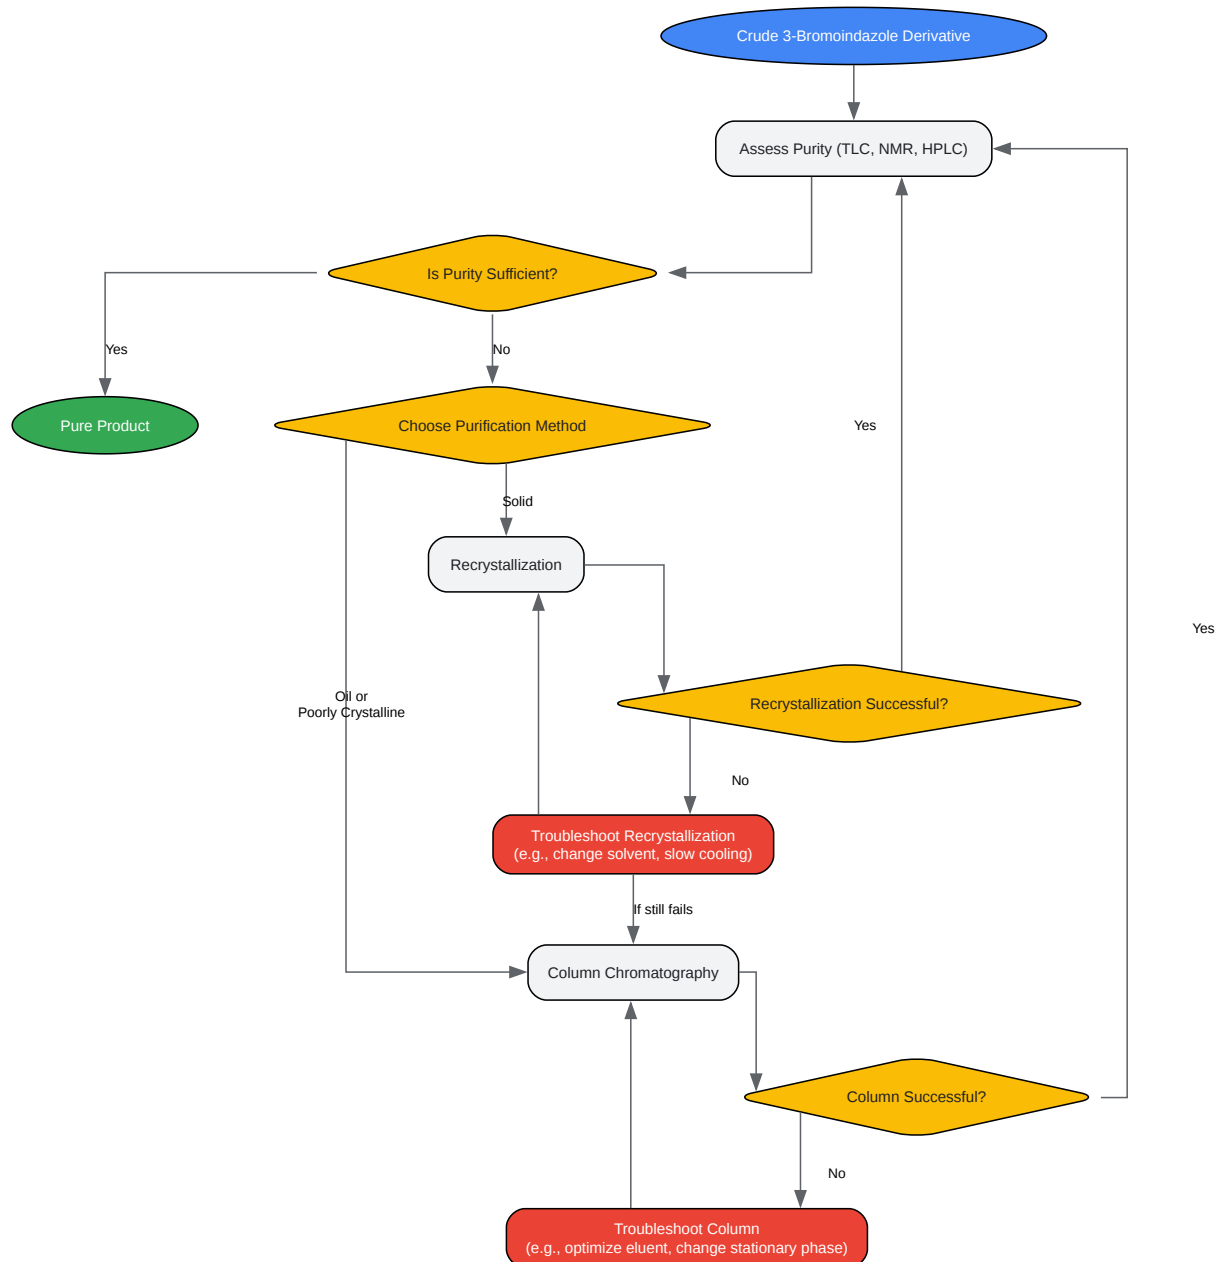 Crude 3-Bromoindazole Derivative
Assess Purity (TLC, NMR, HPLC)
Is Purity Sufficient?
Yes
No
Pure Product
Choose Purification Method
Yes
Solid
Recrystallization
Yes
Oil or
Poorly Crystalline
Recrystallization Successful?
No
Troubleshoot Recrystallization
(e.g., change solvent, slow cooling)
If still fails
Column Chromatography
Column Successful?
No
Troubleshoot Column
(e.g., optimize eluent, change stationary phase)